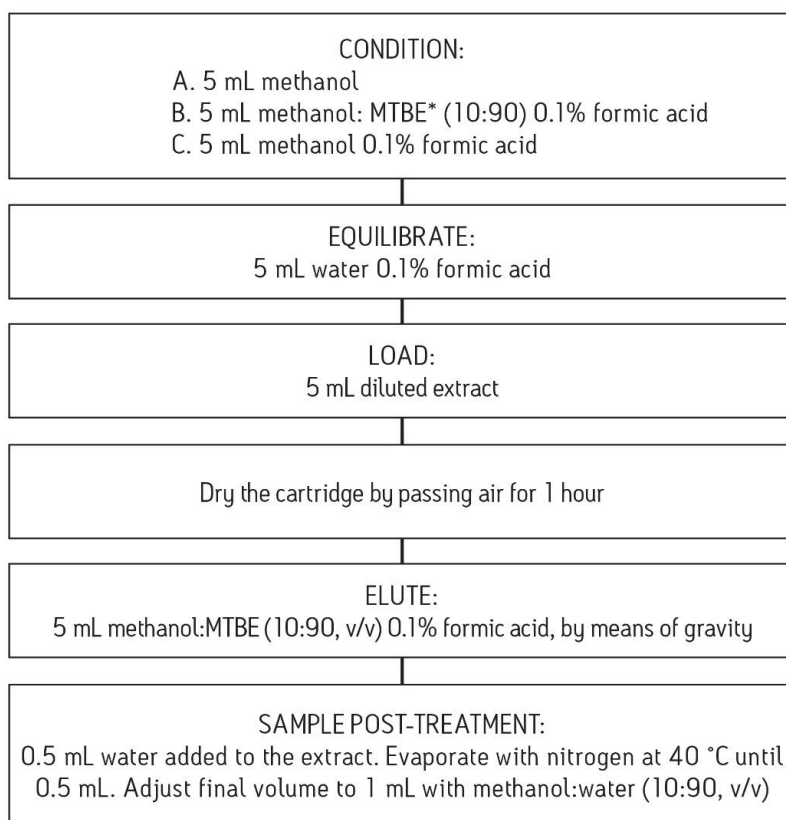 CONDITION:
A. 5 mL methanol
B. 5 mL methanol: MTBE* (10:90) 0.1% formic acid
C. 5 mL methanol 0.1% formic acid
EQUILIBRATE:
5 mL water 0.1% formic acid
LOAD:
5 mL diluted extract
Dry the cartridge by passing air for 1 hour
ELUTE:
5 mL methanol:MTBE (10:90, v/v) 0.1% formic acid, by means of gravity
SAMPLE POST-TREATMENT:
0.5 mL water added to the extract. Evaporate with nitrogen at 40 °C until
0.5 mL. Adjust final volume to 1 mL with methanol:water (10:90, v/v)